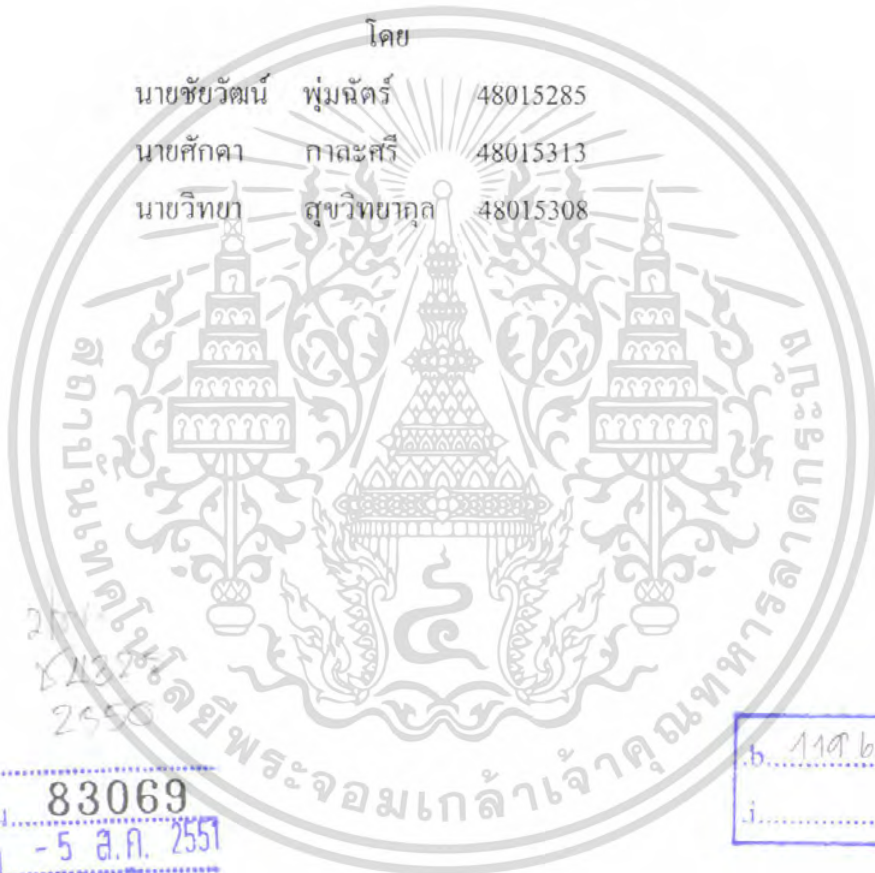 โดย
นายชัยวัฒน์ พุ่มฉัตร์ 48015285
นายศักดา กาละศรี 48015313
นายวิทยา สุขวิทยากุล 48015308
สถาบันเทคโนโลยีพระจอมเกล้าเจ้าคุณทหารลาดกระบัง
2550
83069
-5 ส.ค. 2551
b
i